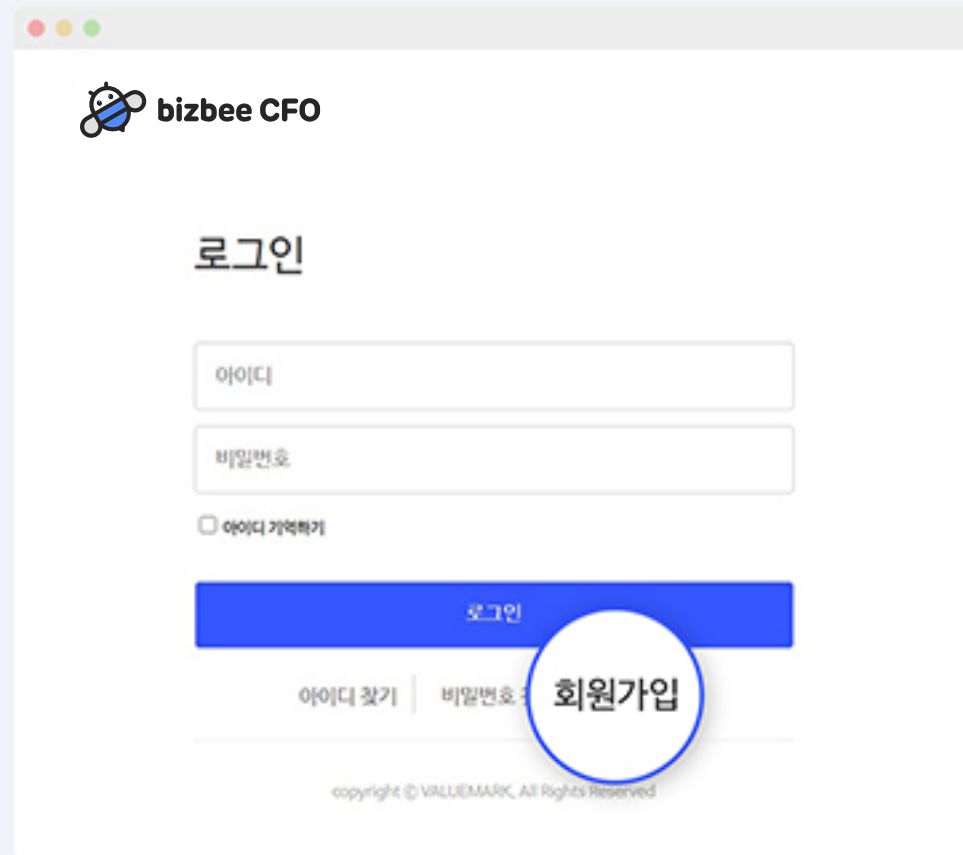 bizbee CFO
로그인
아이디
비밀번호
아이디 기억하기
로그인
아이디 찾기 비밀번호 회원가입
copyright © VALUEMARK, All Rights Reserved